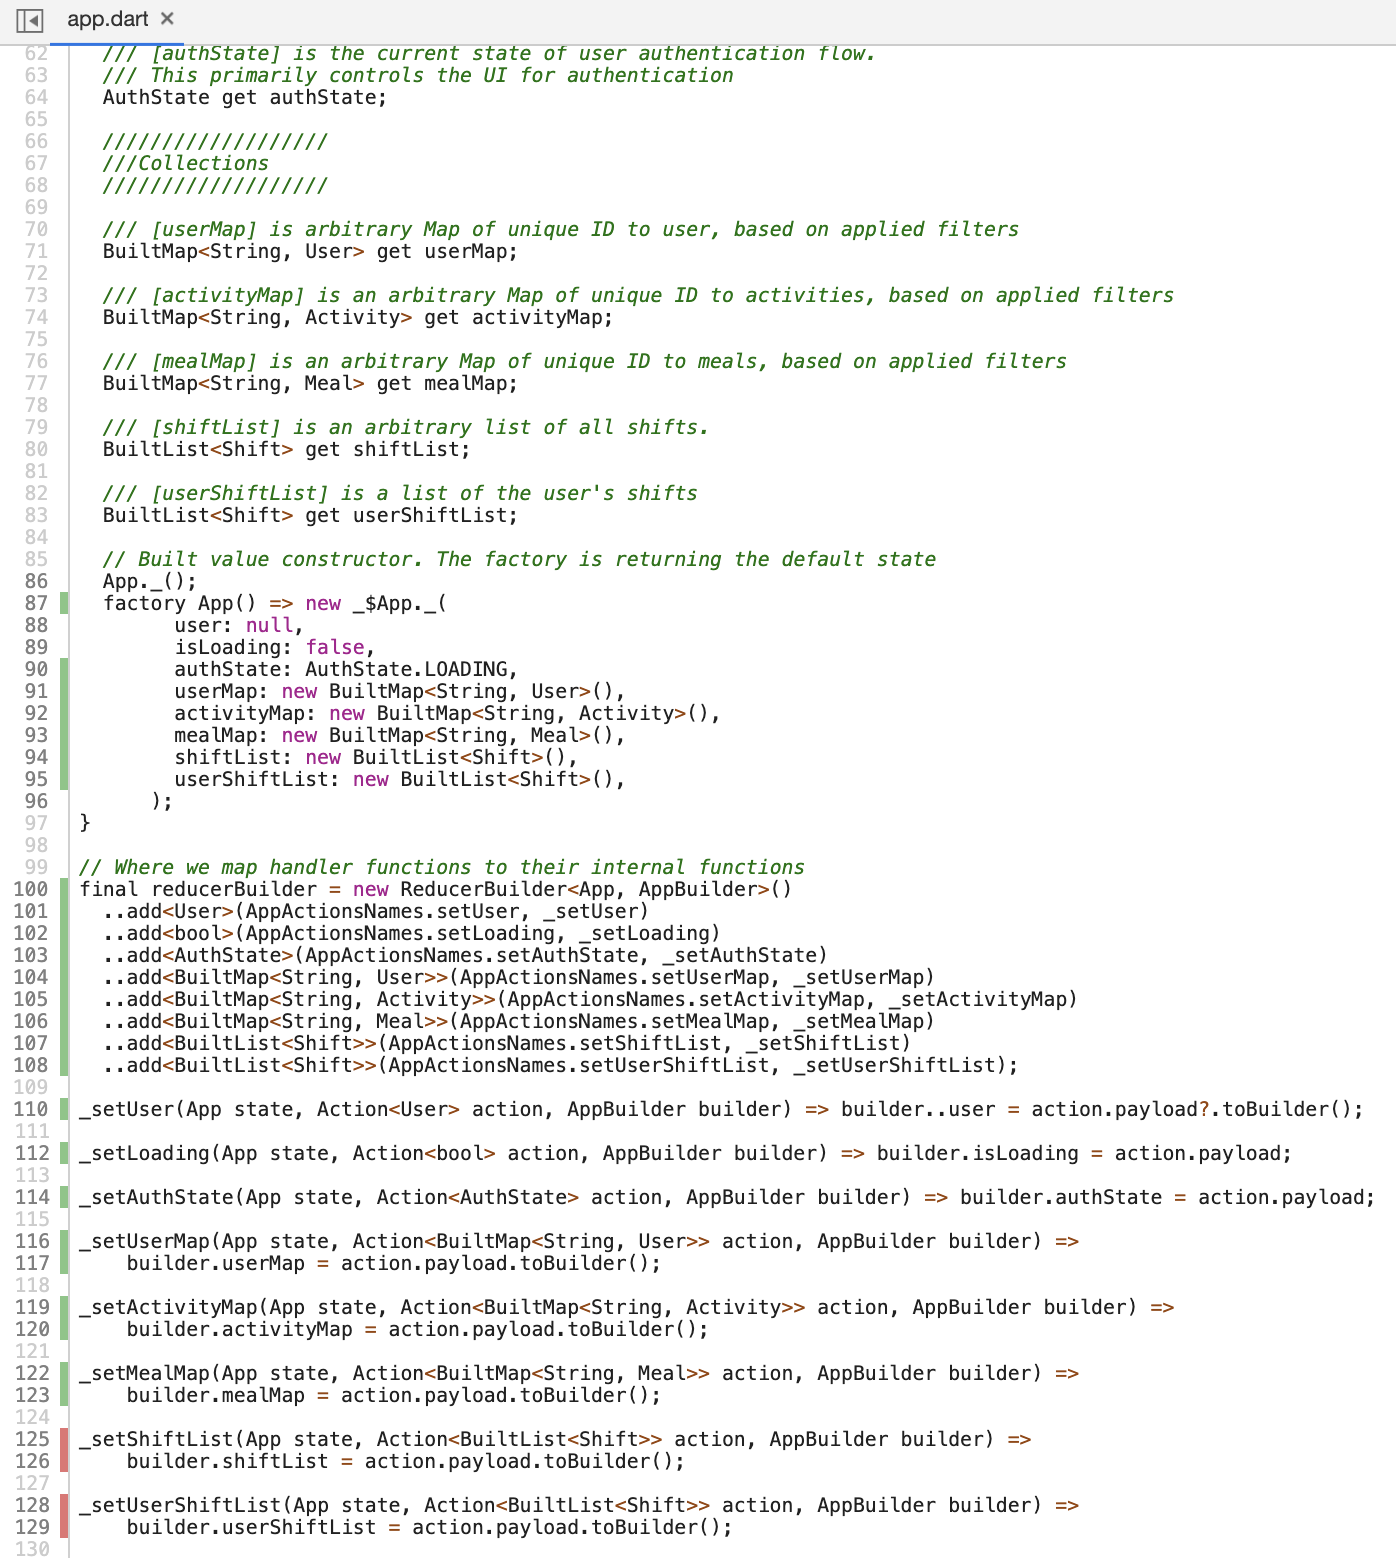 app.dart ×
62 /// [authState] is the current state of user authentication flow.
63 /// This primarily controls the UI for authentication
64 AuthState get authState;
65
66 ///////////////////
67 ///Collections
68 ///////////////////
69
70 /// [userMap] is arbitrary Map of unique ID to user, based on applied filters
71 BuiltMap<String, User> get userMap;
72
73 /// [activityMap] is an arbitrary Map of unique ID to activities, based on applied filters
74 BuiltMap<String, Activity> get activityMap;
75
76 /// [mealMap] is an arbitrary Map of unique ID to meals, based on applied filters
77 BuiltMap<String, Meal> get mealMap;
78
79 /// [shiftList] is an arbitrary list of all shifts.
80 BuiltList<Shift> get shiftList;
81
82 /// [userShiftList] is a list of the user's shifts
83 BuiltList<Shift> get userShiftList;
84
85 // Built value constructor. The factory is returning the default state
86 App._();
87 factory App() => new _$App._(
88 user: null,
89 isLoading: false,
90 authState: AuthState.LOADING,
91 userMap: new BuiltMap<String, User>(),
92 activityMap: new BuiltMap<String, Activity>(),
93 mealMap: new BuiltMap<String, Meal>(),
94 shiftList: new BuiltList<Shift>(),
95 userShiftList: new BuiltList<Shift>(),
96 );
97 }
98
99 // Where we map handler functions to their internal functions
100 final reducerBuilder = new ReducerBuilder<App, AppBuilder>()
101 ..add<User>(AppActionsNames.setUser, _setUser)
102 ..add<bool>(AppActionsNames.setLoading, _setLoading)
103 ..add<AuthState>(AppActionsNames.setAuthState, _setAuthState)
104 ..add<BuiltMap<String, User>>(AppActionsNames.setUserMap, _setUserMap)
105 ..add<BuiltMap<String, Activity>>(AppActionsNames.setActivityMap, _setActivityMap)
106 ..add<BuiltMap<String, Meal>>(AppActionsNames.setMealMap, _setMealMap)
107 ..add<BuiltList<Shift>>(AppActionsNames.setShiftList, _setShiftList)
108 ..add<BuiltList<Shift>>(AppActionsNames.setUserShiftList, _setUserShiftList);
109
110 _setUser(App state, Action<User> action, AppBuilder builder) => builder..user = action.payload?.toBuilder();
111
112 _setLoading(App state, Action<bool> action, AppBuilder builder) => builder.isLoading = action.payload;
113
114 _setAuthState(App state, Action<AuthState> action, AppBuilder builder) => builder.authState = action.payload;
115
116 _setUserMap(App state, Action<BuiltMap<String, User>> action, AppBuilder builder) =>
117 builder.userMap = action.payload.toBuilder();
118
119 _setActivityMap(App state, Action<BuiltMap<String, Activity>> action, AppBuilder builder) =>
120 builder.activityMap = action.payload.toBuilder();
121
122 _setMealMap(App state, Action<BuiltMap<String, Meal>> action, AppBuilder builder) =>
123 builder.mealMap = action.payload.toBuilder();
124
125 _setShiftList(App state, Action<BuiltList<Shift>> action, AppBuilder builder) =>
126 builder.shiftList = action.payload.toBuilder();
127
128 _setUserShiftList(App state, Action<BuiltList<Shift>> action, AppBuilder builder) =>
129 builder.userShiftList = action.payload.toBuilder();
130